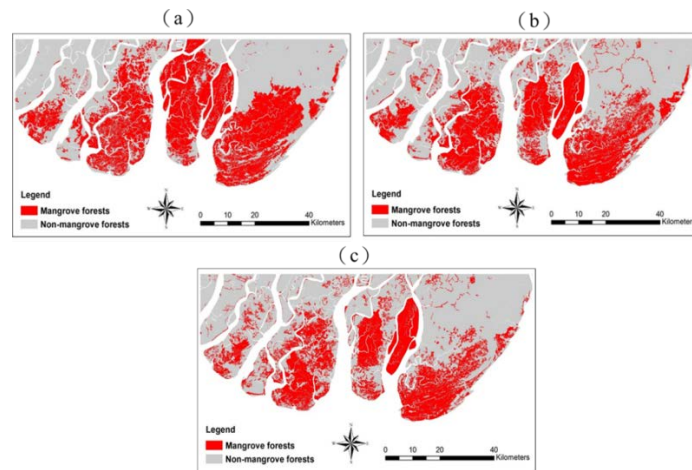 (a)
Legend
Mangrove forests
Non-mangrove forests
0 10 20 40
Kilometers
(b)
Legend
Mangrove forests
Non-mangrove forests
0 10 20 40
Kilometers
(c)
Legend
Mangrove forests
Non-mangrove forests
0 10 20 40
Kilometers